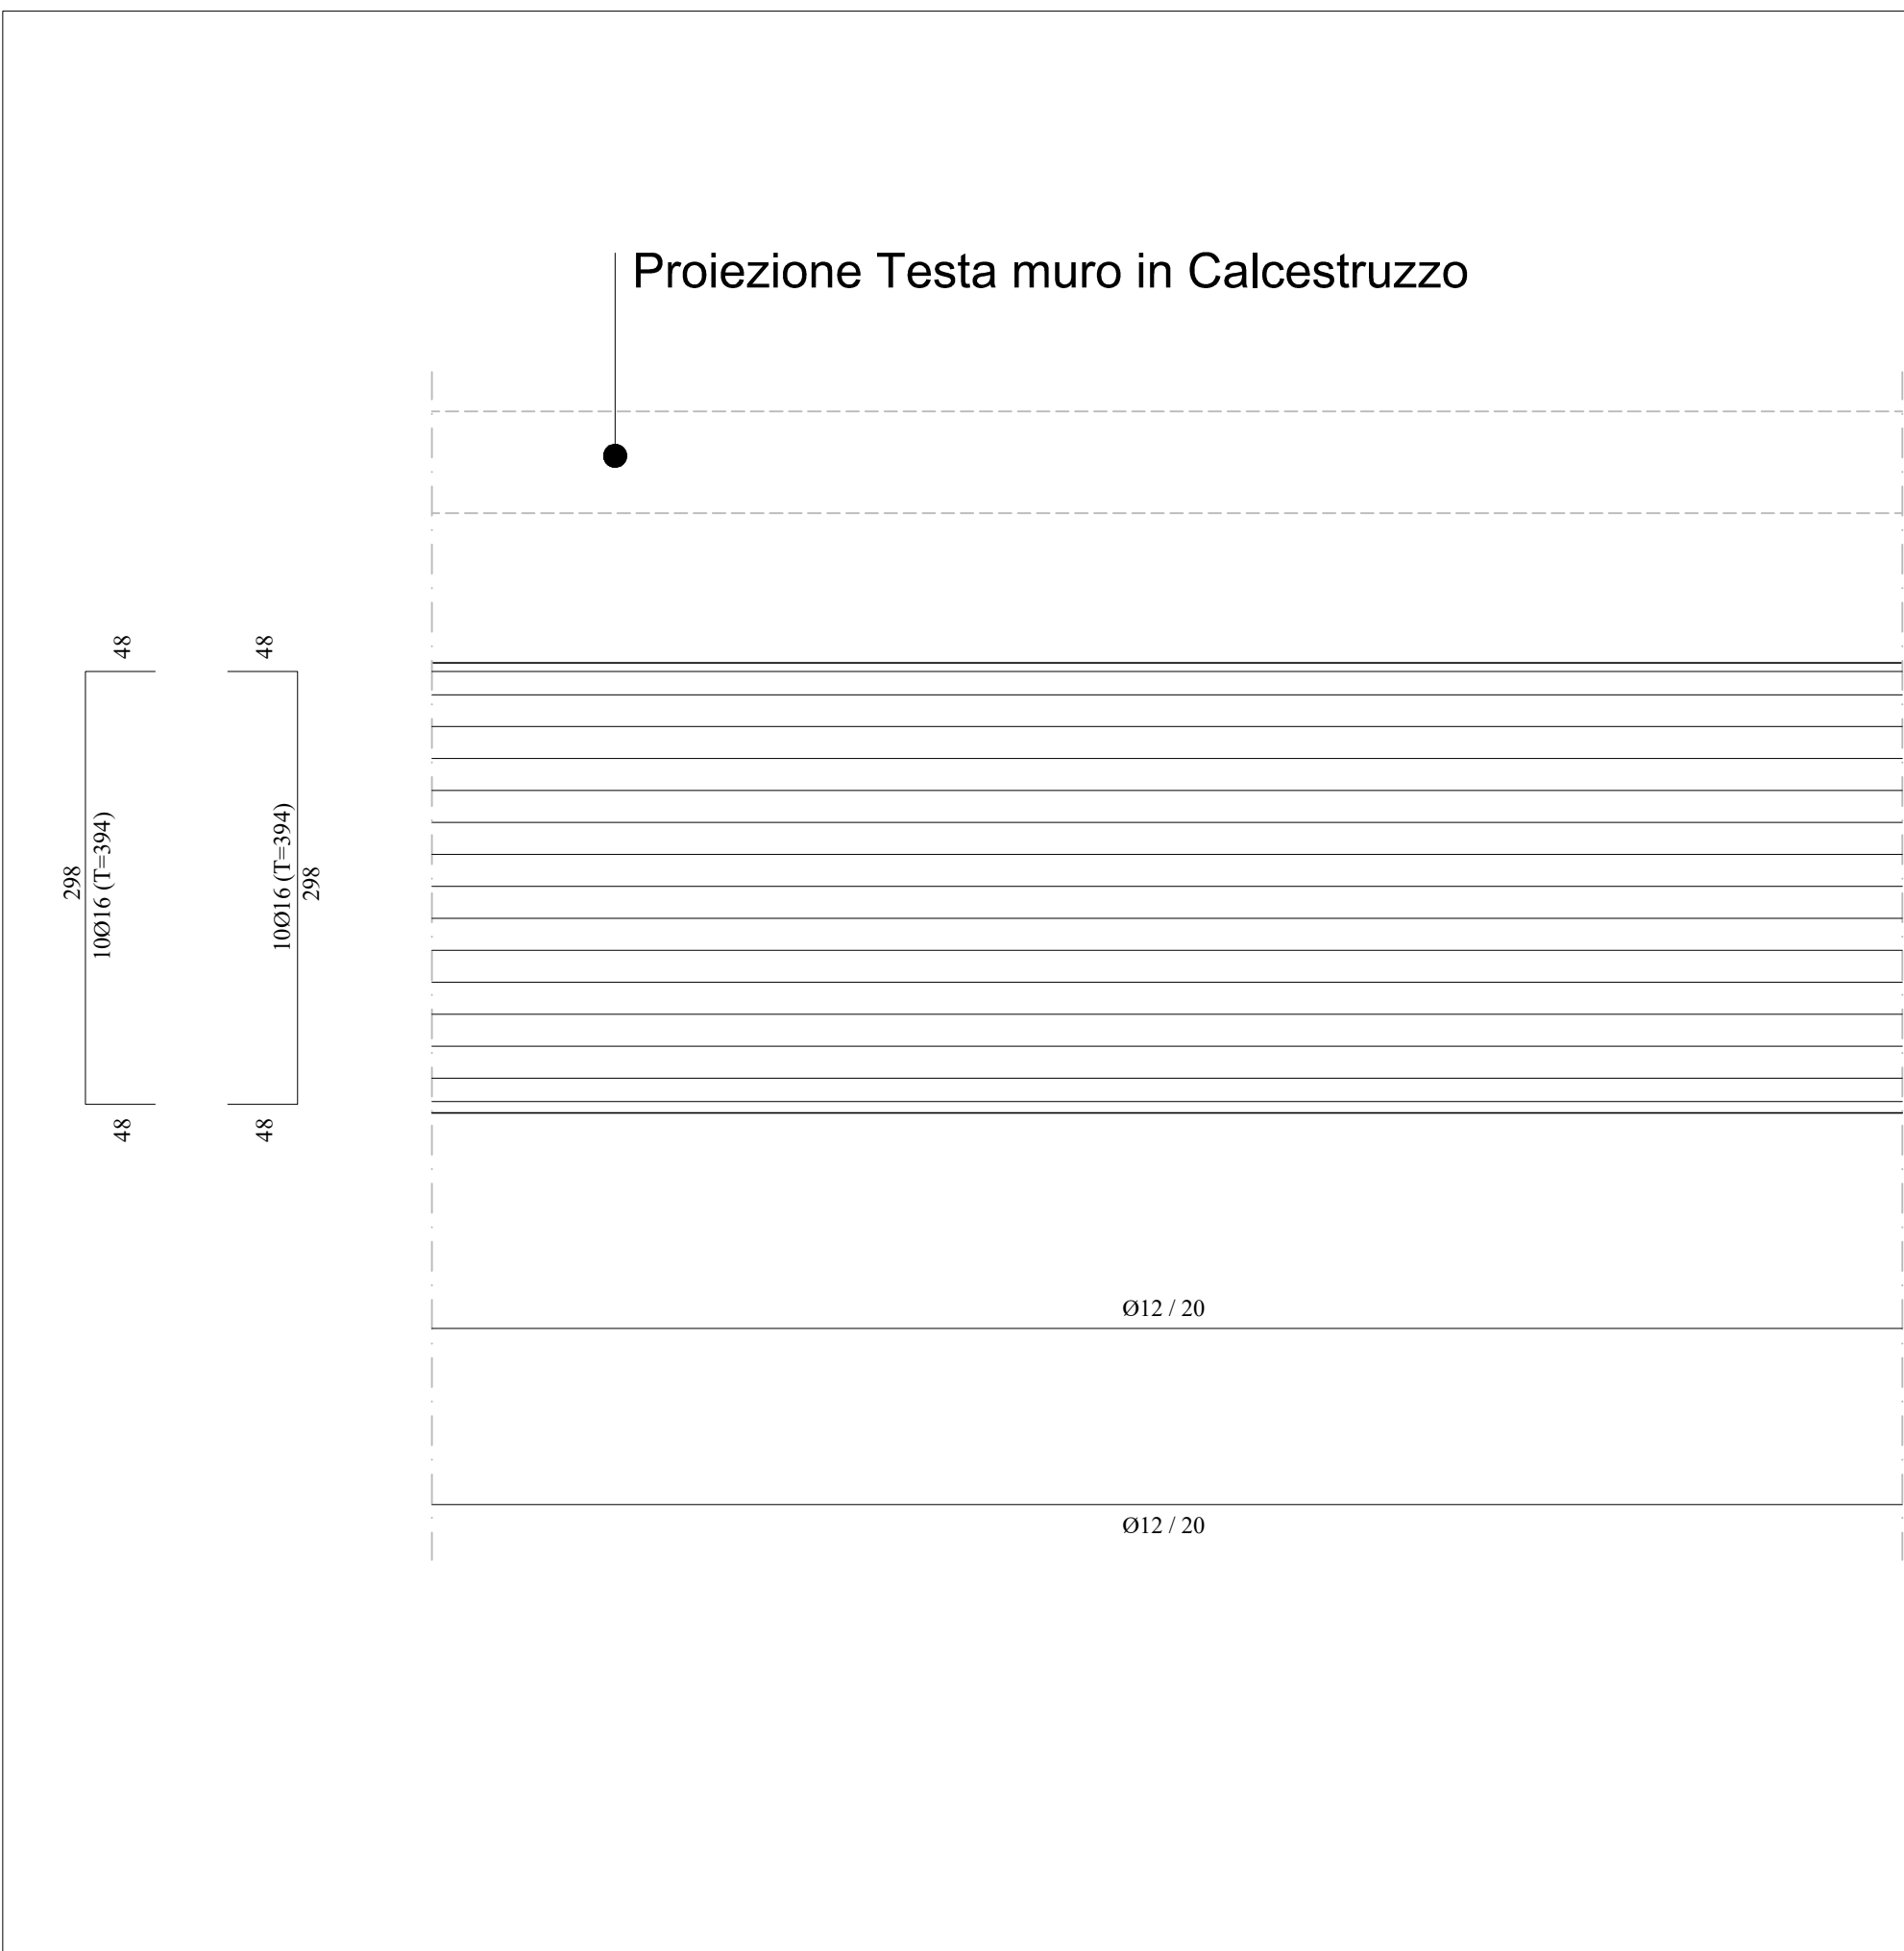 Proiezione Testa muro in Calcestruzzo
48
48
298
10Ø16 (T=394)
10Ø16 (T=394)
298
48
48
Ø12 / 20
Ø12 / 20